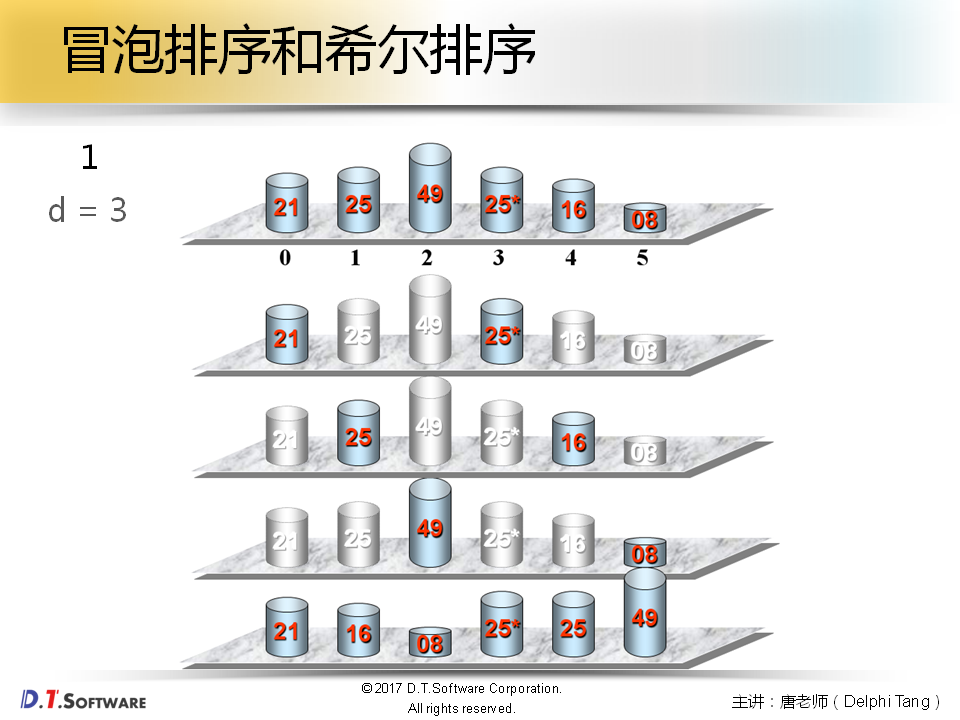 冒泡排序和希尔排序
1
d = 3
21 25 49 25* 16 08
0 1 2 3 4 5
21 25 49 25* 16 08
21 25 49 25* 16 08
21 25 49 25* 16 08
21 16 08 25* 25 49
D.T.SOFTWARE
©2017 D.T.Software Corporation.
All rights reserved.
主讲：唐老师（Delphi Tang）